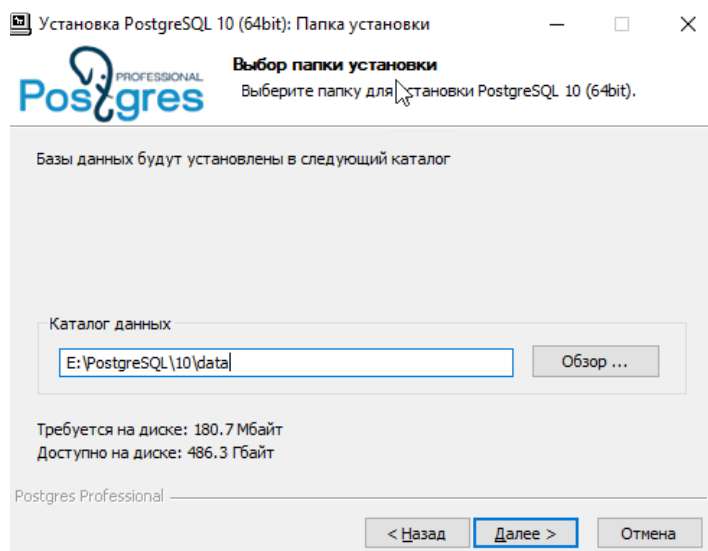 Установка PostgreSQL 10 (64bit): Папка установки
PROFESSIONAL
Postgres
Выбор папки установки
Выберите папку для установки PostgreSQL 10 (64bit).
Базы данных будут установлены в следующий каталог
Каталог данных
E:\PostgreSQL\10\data
Обзор ...
Требуется на диске: 180.7 Мбайт
Доступно на диске: 486.3 Гбайт
Postgres Professional
< Назад
Далее >
Отмена